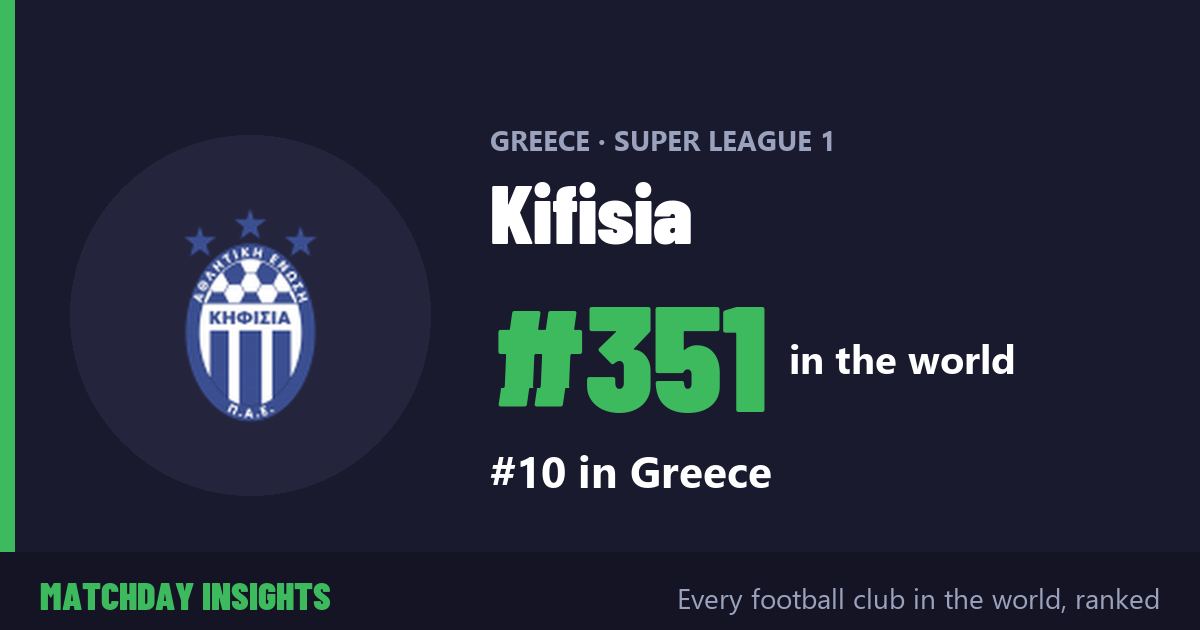 GREECE · SUPER LEAGUE 1
Kifisia
ΑΘΛΗΤΙΚΗ ΕΝΩΣΗ
ΚΗΦΙΣΙΑ
Π.Α.Ε.
#351 in the world
#10 in Greece
MATCHDAY INSIGHTS
Every football club in the world, ranked